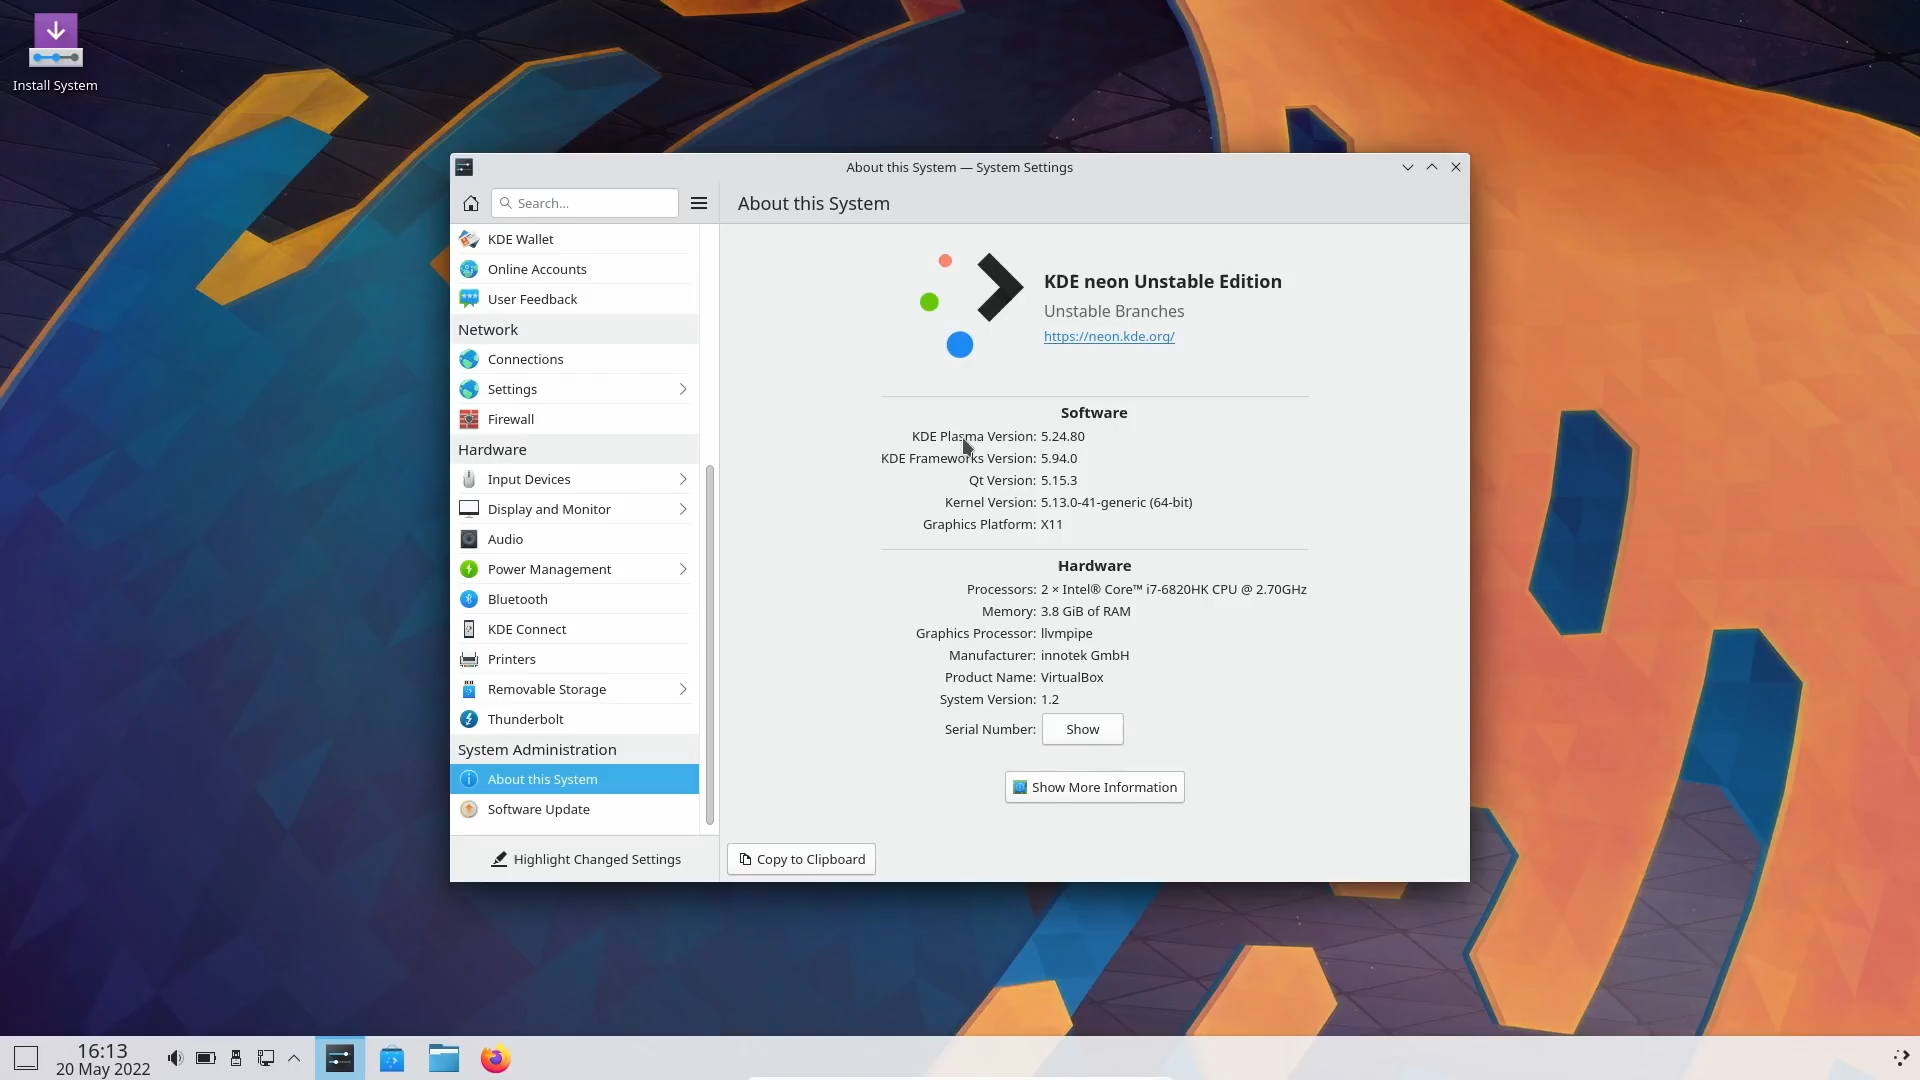 Install System
About this System — System Settings
Search...
About this System
KDE Wallet
Online Accounts
User Feedback
Network
Connections
Settings
Firewall
Hardware
Input Devices
Display and Monitor
Audio
Power Management
Bluetooth
KDE Connect
Printers
Removable Storage
Thunderbolt
System Administration
About this System
Software Update
Highlight Changed Settings
KDE neon Unstable Edition
Unstable Branches
https://neon.kde.org/
Software
KDE Plasma Version: 5.24.80
KDE Frameworks Version: 5.94.0
Qt Version: 5.15.3
Kernel Version: 5.13.0-41-generic (64-bit)
Graphics Platform: X11
Hardware
Processors: 2 × Intel® Core™ i7-6820HK CPU @ 2.70GHz
Memory: 3.8 GiB of RAM
Graphics Processor: llvmpipe
Manufacturer: innotek GmbH
Product Name: VirtualBox
System Version: 1.2
Serial Number: Show
Show More Information
Copy to Clipboard
16:13
20 May 2022